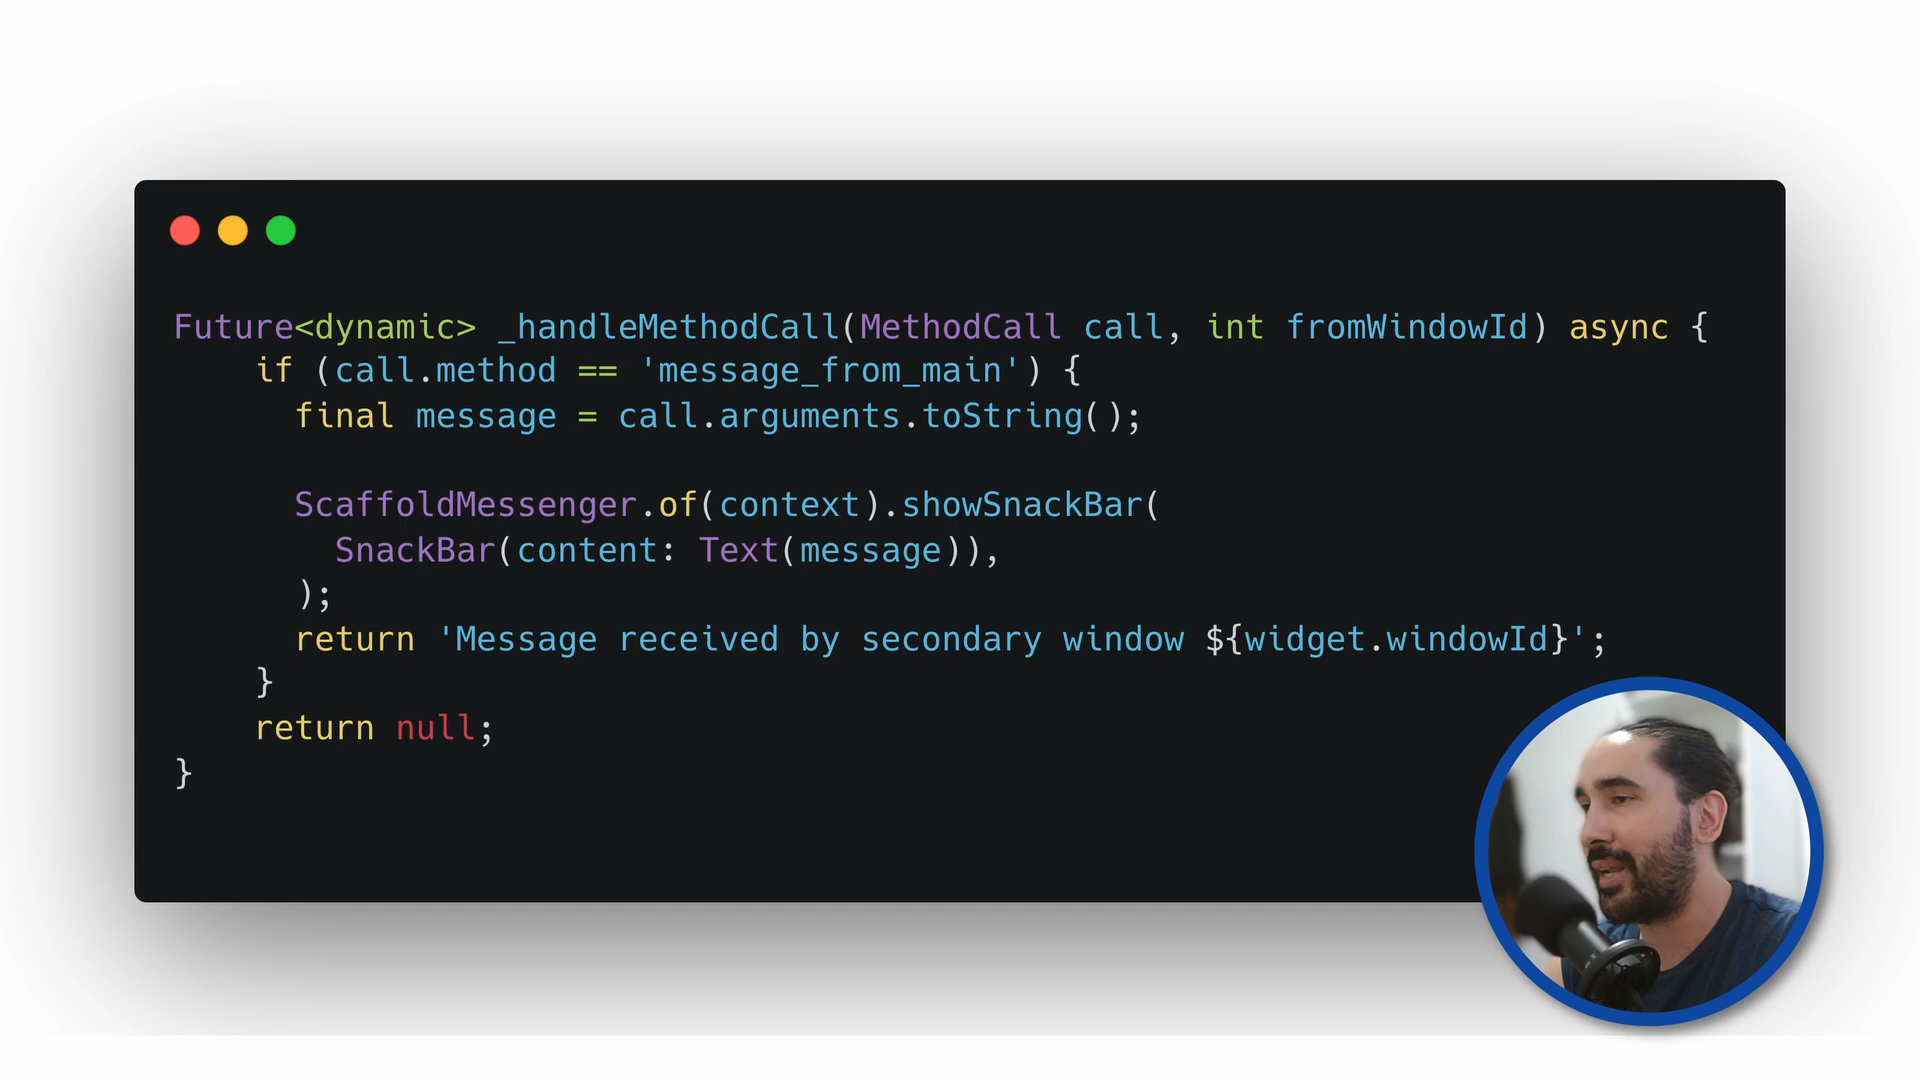 Future<dynamic> _handleMethodCall(MethodCall call, int fromWindowId) async {
    if (call.method == 'message_from_main') {
      final message = call.arguments.toString();

      ScaffoldMessenger.of(context).showSnackBar(
        SnackBar(content: Text(message)),
      );
      return 'Message received by secondary window ${widget.windowId}';
    }
    return null;
}